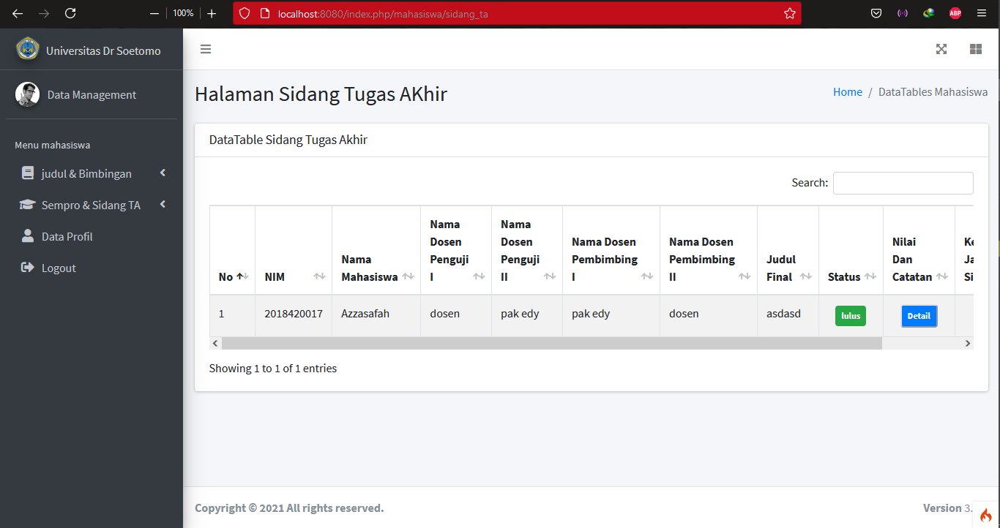 100%
localhost:8080/index.php/mahasiswa/sidang_ta
ABP
Universitas Dr Soetomo
Data Management
Menu mahasiswa
judul & Bimbingan
Sempro & Sidang TA
Data Profil
Logout
Halaman Sidang Tugas AKhir
Home / DataTables Mahasiswa
DataTable Sidang Tugas Akhir
Search:
No
NIM
Nama
Mahasiswa
Nama
Dosen
Penguji
I
Nama
Dosen
Penguji
II
Nama Dosen
Pembimbing
I
Nama Dosen
Pembimbing
II
Judul
Final
Status
Nilai
Dan
Catatan
Ke
Ja
Si
1 2018420017 Azzasafah dosen pak edy pak edy dosen asdasd lulus Detail
Showing 1 to 1 of 1 entries
Copyright © 2021 All rights reserved.
Version 3.